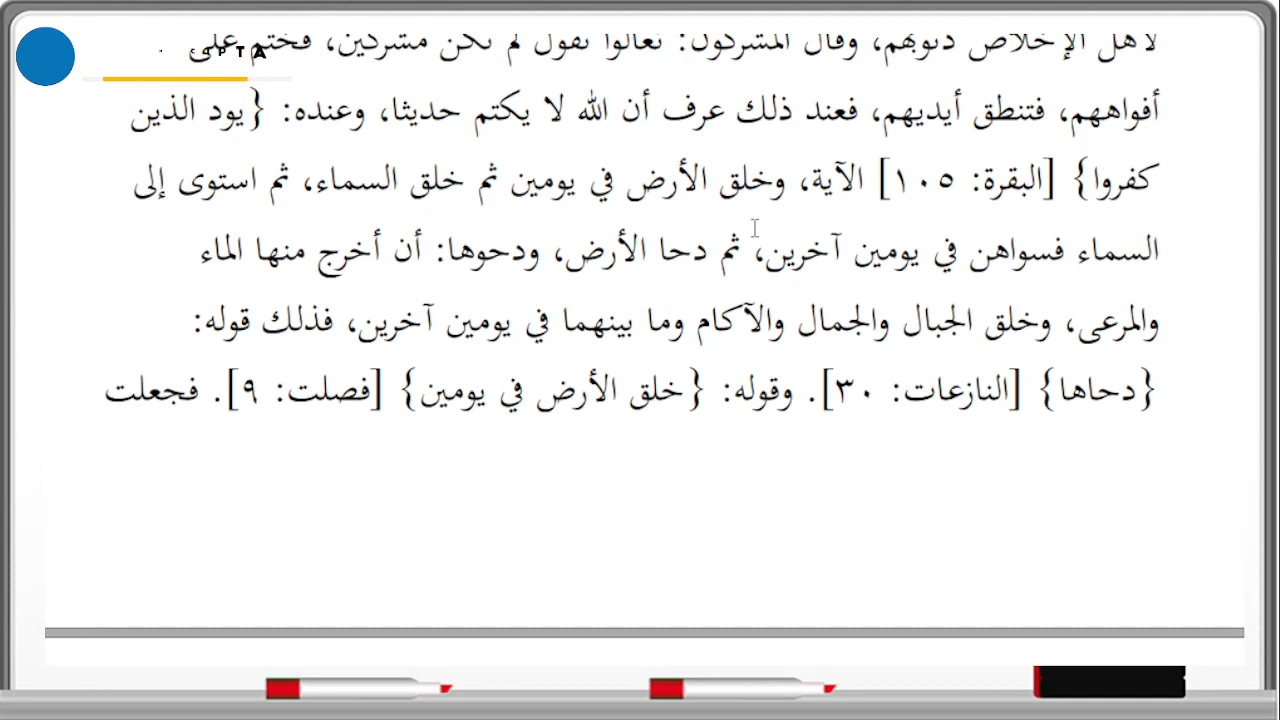 لأهل الإخلاص ذنوبهم، وقال المشركون: تعالوا نقول لم نكن مشركين، فختم على
أفواههم، فتنطق أيديهم، فعند ذلك عرف أن الله لا يكتم حديثا، وعنده: {يود الذين
كفروا} [البقرة: ١٠٥] الآية، وخلق الأرض في يومين ثم خلق السماء، ثم استوى إلى
السماء فسواهن في يومين آخرين، ثم دحا الأرض، ودحوها: أن أخرج منها الماء
والمرعى، وخلق الجبال والجمال والآكام وما بينهما في يومين آخرين، فذلك قوله:
{دحاها} [النازعات: ٣٠]. وقوله: {خلق الأرض في يومين} [فصلت: ٩]. فجعلت